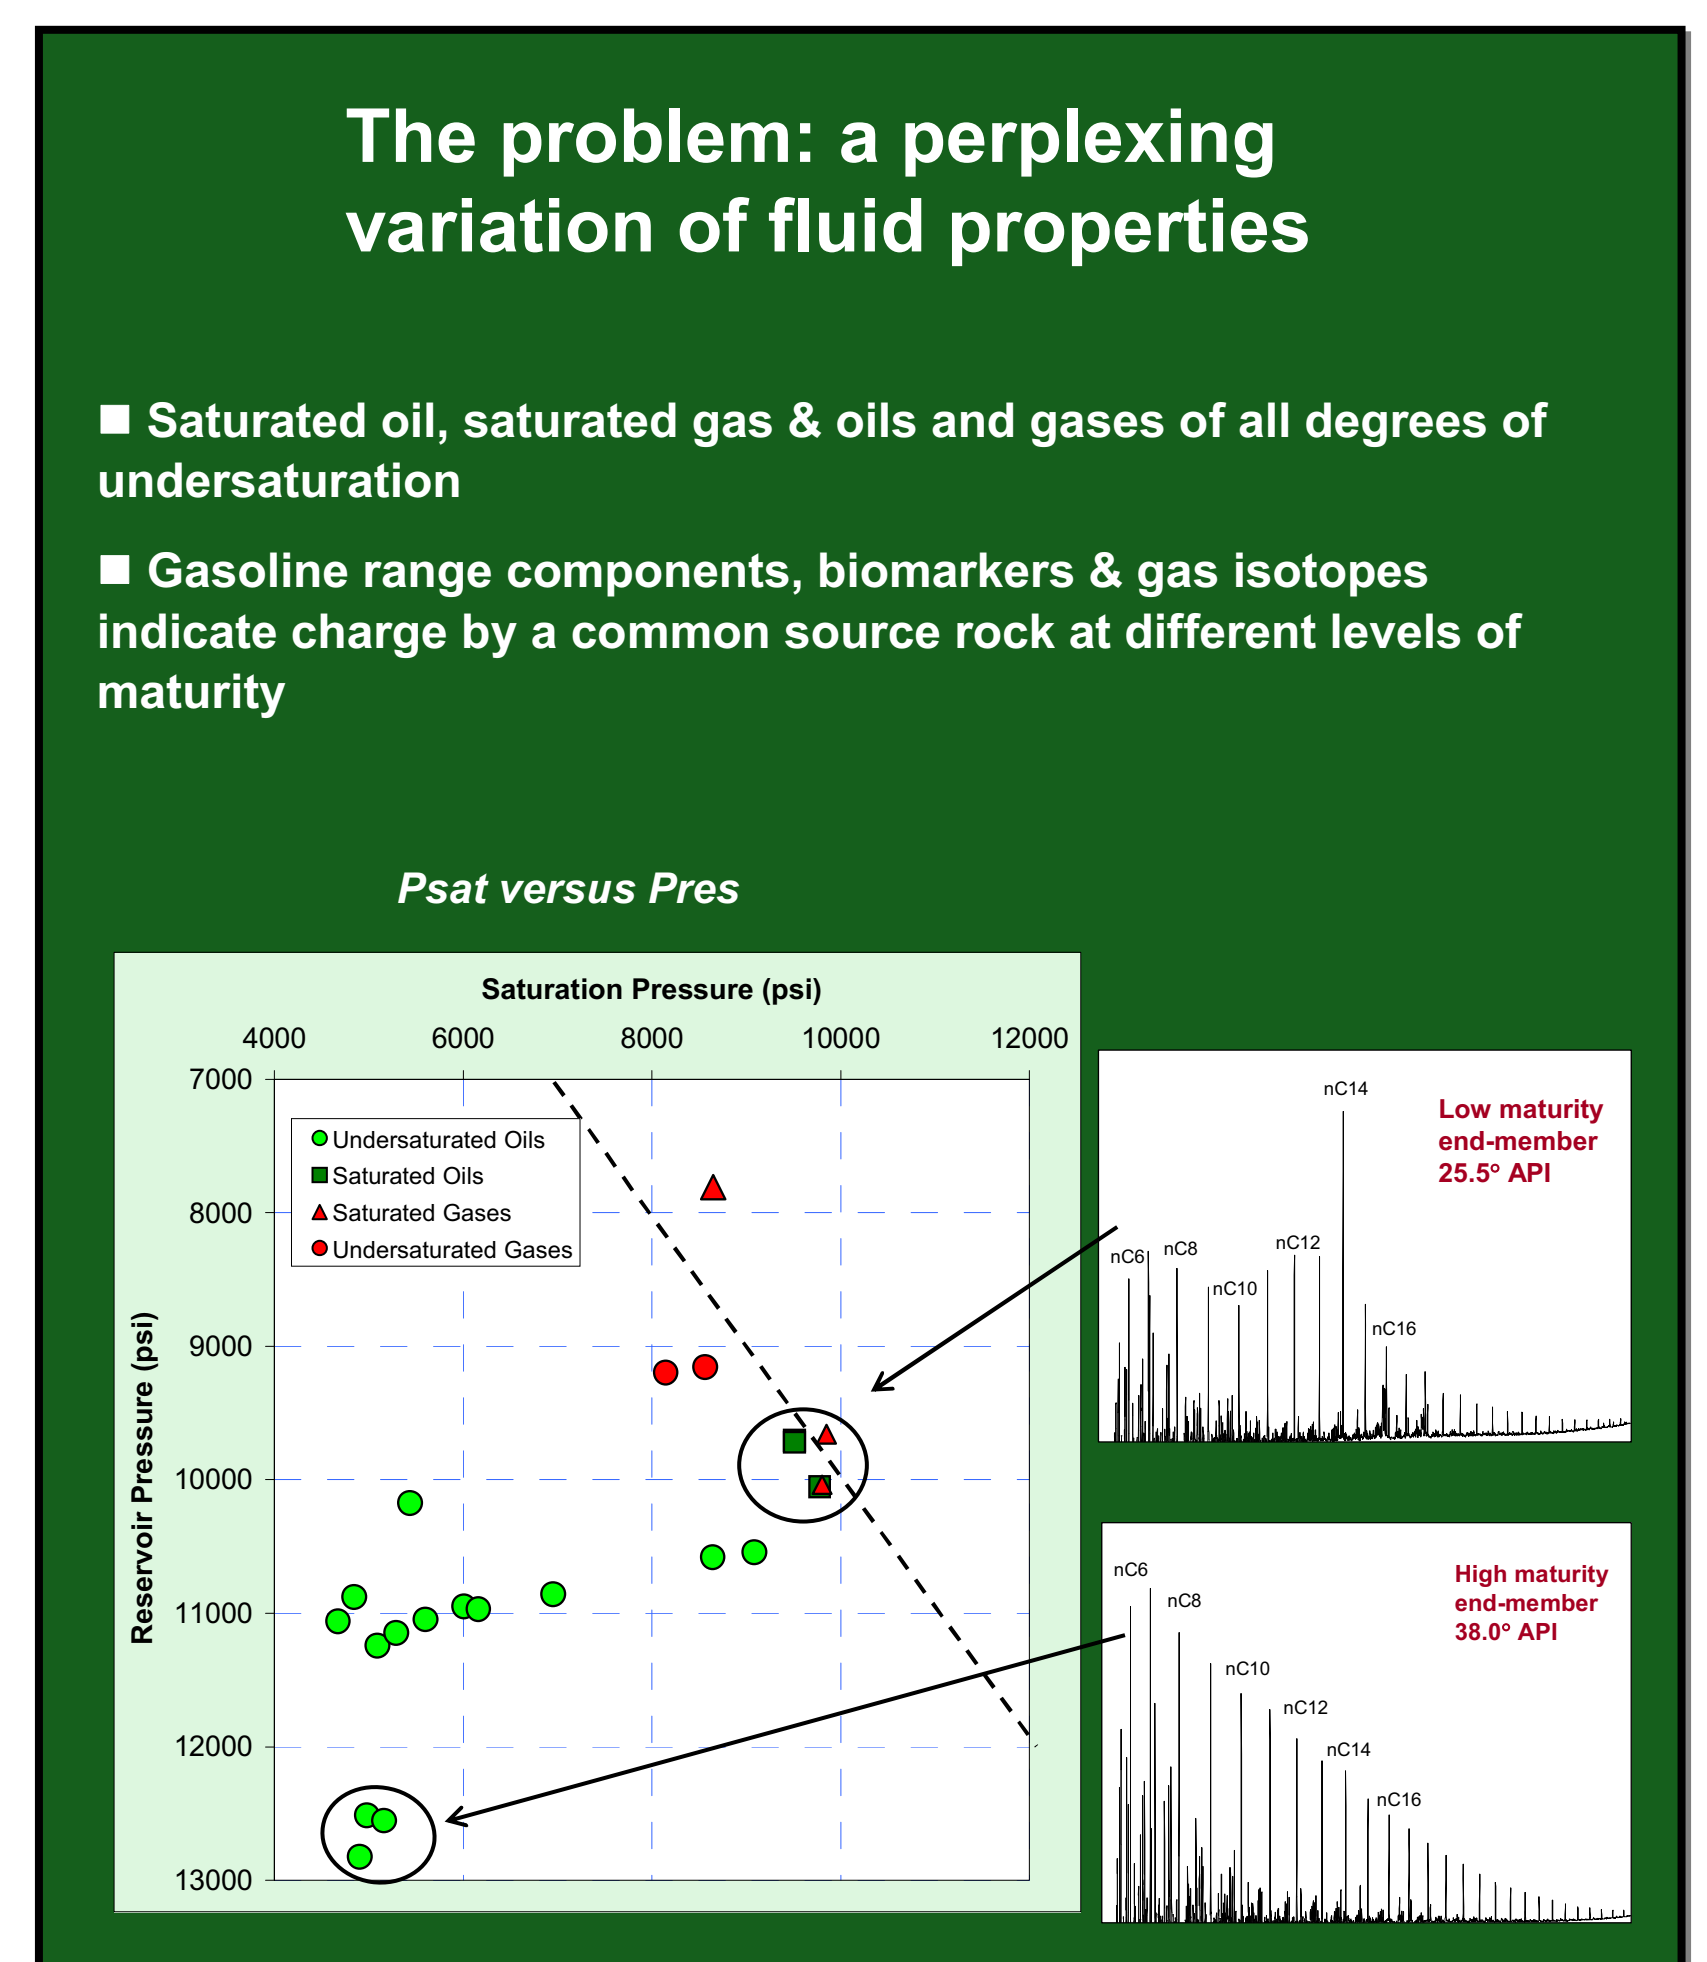 The problem: a perplexing
variation of fluid properties
■ Saturated oil, saturated gas & oils and gases of all degrees of
undersaturation
■ Gasoline range components, biomarkers & gas isotopes
indicate charge by a common source rock at different levels of
maturity
Psat versus Pres
Saturation Pressure (psi)
4000 6000 8000 10000 12000
Reservoir Pressure (psi)
7000
8000
9000
10000
11000
12000
13000
Undersaturated Oils
Saturated Oils
Saturated Gases
Undersaturated Gases
nC14
Low maturity
end-member
25.5° API
nC6
nC8
nC10
nC12
nC16
nC6
High maturity
end-member
38.0° API
nC8
nC10
nC12
nC14
nC16